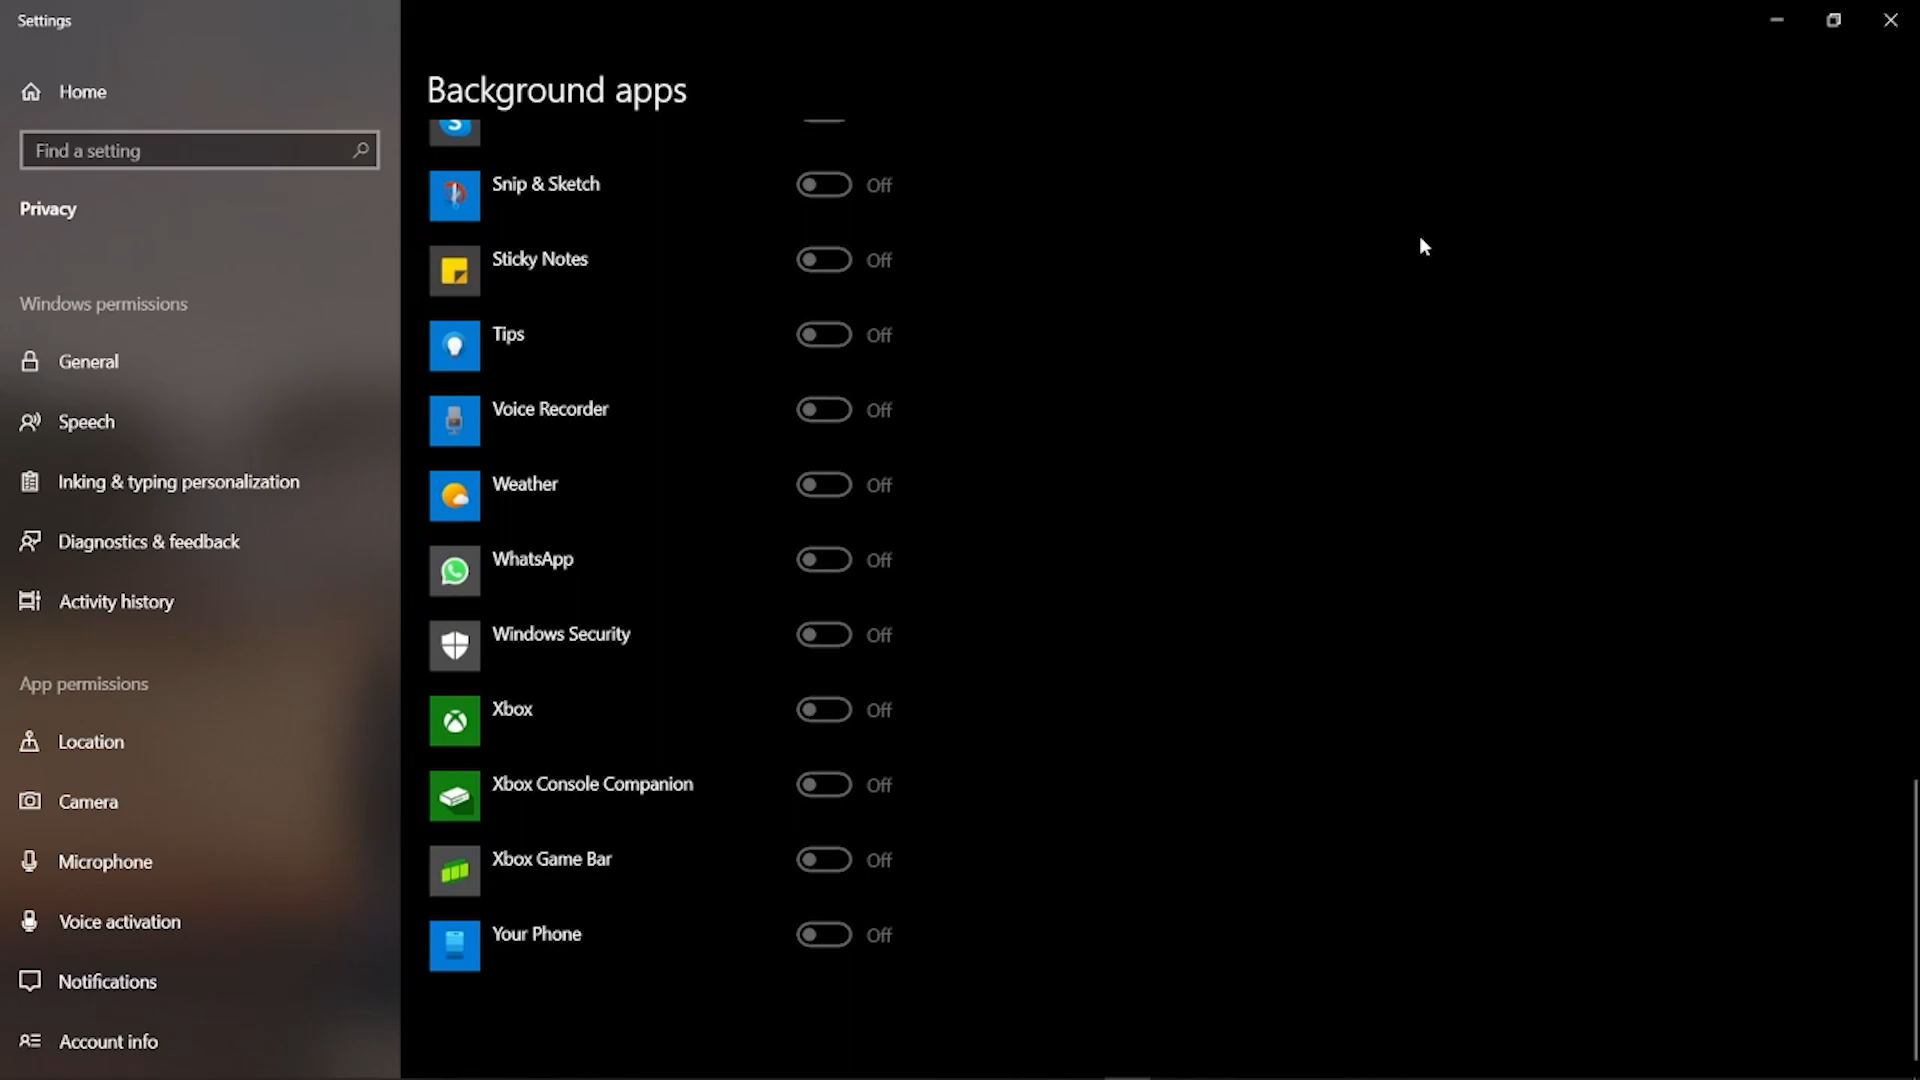 Settings
Home
Find a setting
Privacy
Windows permissions
General
Speech
Inking & typing personalization
Diagnostics & feedback
Activity history
App permissions
Location
Camera
Microphone
Voice activation
Notifications
Account info
Background apps
Snip & Sketch Off
Sticky Notes Off
Tips Off
Voice Recorder Off
Weather Off
WhatsApp Off
Windows Security Off
Xbox Off
Xbox Console Companion Off
Xbox Game Bar Off
Your Phone Off